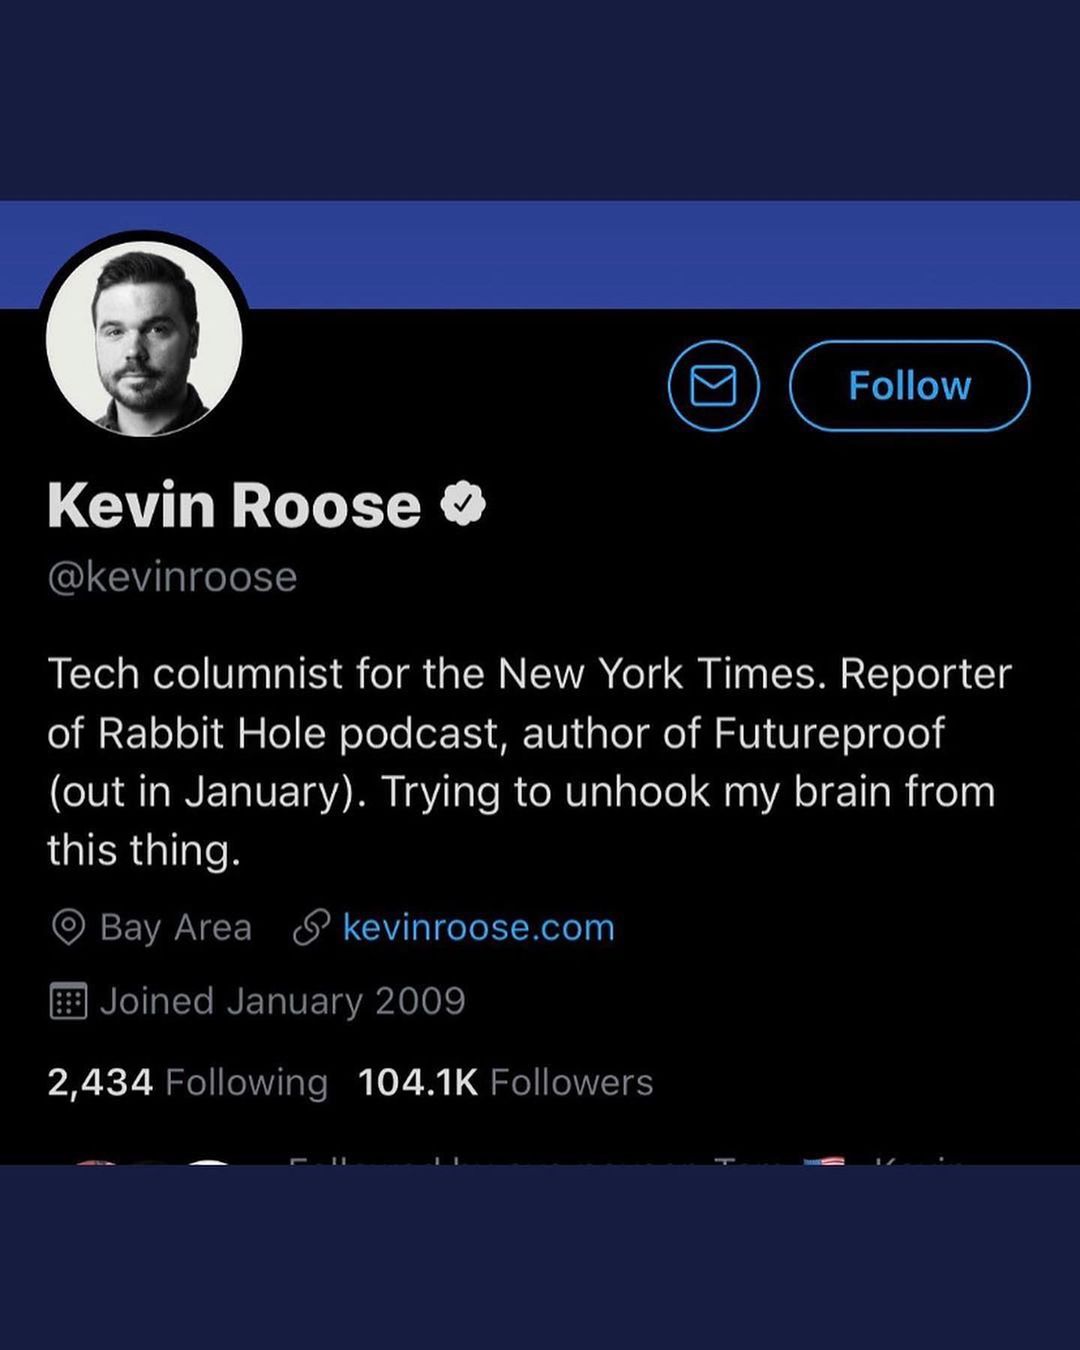 Follow
Kevin Roose
@kevinroose
Tech columnist for the New York Times. Reporter
of Rabbit Hole podcast, author of Futureproof
(out in January). Trying to unhook my brain from
this thing.
Bay Area kevinroose.com
Joined January 2009
2,434 Following 104.1K Followers